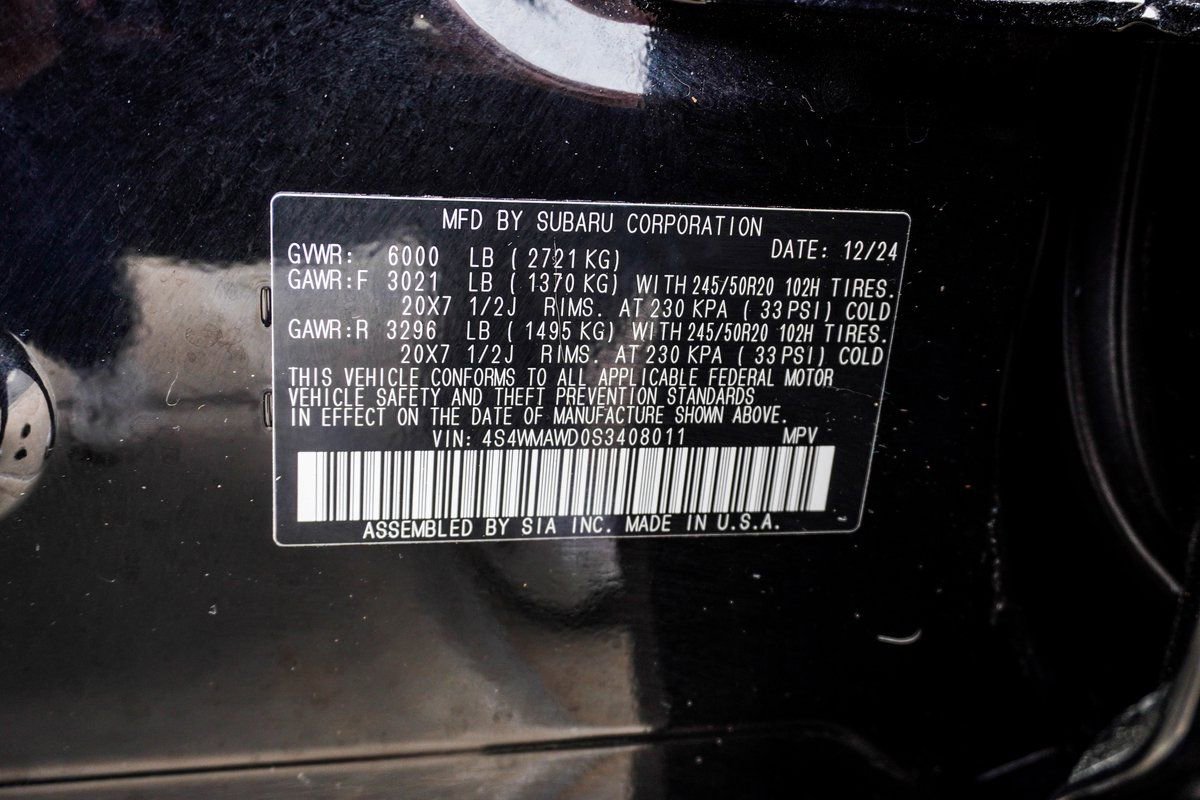 MFD BY SUBARU CORPORATION
GVWR: 6000 LB ( 2721 KG) DATE: 12/24
GAWR:F 3021 LB ( 1370 KG) WITH 245/50R20 102H TIRES.
20X7 1/2J RIMS. AT 230 KPA ( 33 PSI) COLD
GAWR:R 3296 LB ( 1495 KG) WITH 245/50R20 102H TIRES.
20X7 1/2J RIMS. AT 230 KPA ( 33 PSI) COLD
THIS VEHICLE CONFORMS TO ALL APPLICABLE FEDERAL MOTOR
VEHICLE SAFETY AND THEFT PREVENTION STANDARDS
IN EFFECT ON THE DATE OF MANUFACTURE SHOWN ABOVE.
VIN: 4S4WMAWD0S3408011 MPV
ASSEMBLED BY SIA INC. MADE IN U.S.A.